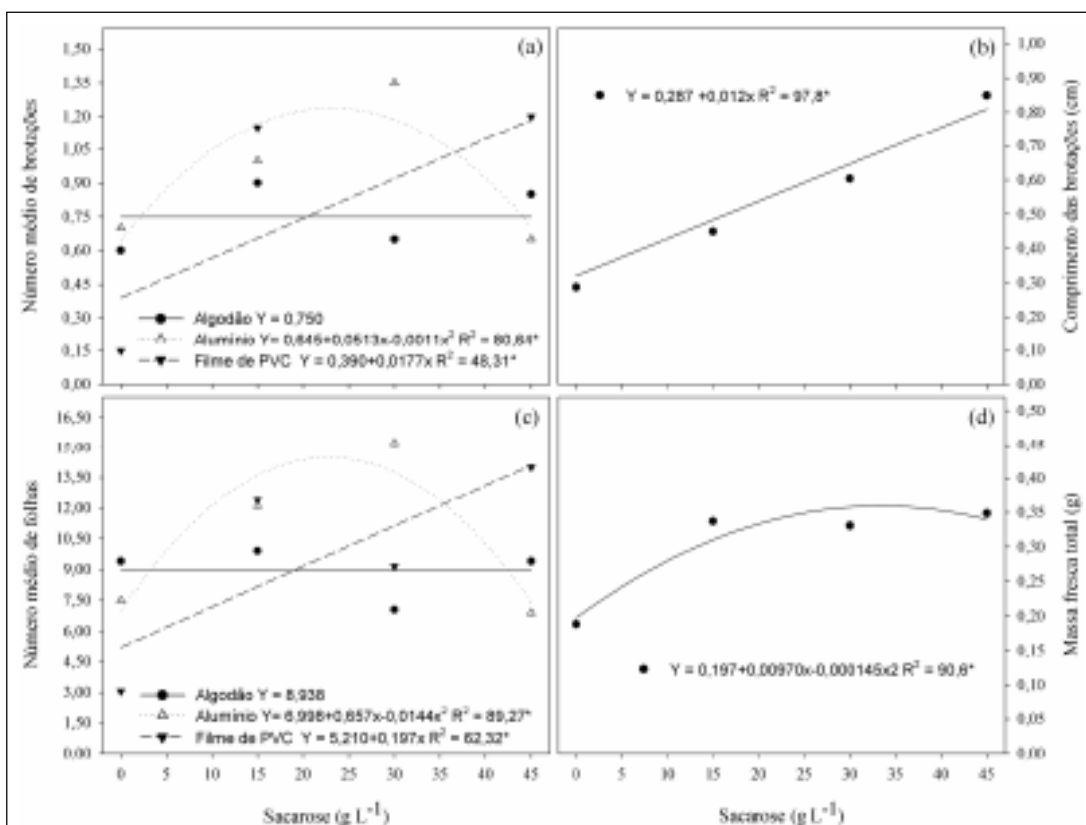 (a)
Número médio de brotações
1,50
1,35
1,20
1,05
0,90
0,75
0,60
0,45
0,30
0,15
0,00
Algodão Y = 0,750
Alumínio Y= 0,645+0,0513x-0,0011x² R² = 80,64*
Filme de PVC Y = 0,390+0,0177x R² = 48,31*
(b)
Y = 0,287 +0,012x R² = 97,8*
1,00
0,90
0,80
0,70
0,60
0,50
0,40
0,30
0,20
0,10
0,00
Comprimento das brotações (cm)
(c)
Número médio de folhas
16,50
15,00
13,50
12,00
10,50
9,00
7,50
6,00
4,50
3,00
1,50
0,00
Algodão Y = 8,938
Alumínio Y= 6,998+0,657x-0,0144x² R² = 89,27*
Filme de PVC Y = 5,210+0,197x R² = 62,32*
0 5 10 15 20 25 30 35 40 45
Sacarose (g L⁻¹)
(d)
Y = 0,197+0,00970x-0,000145x2 R² = 90,6*
0,50
0,45
0,40
0,35
0,30
0,25
0,20
0,15
0,10
0,05
0,00
Massa fresca total (g)
0 5 10 15 20 25 30 35 40 45
Sacarose (g L⁻¹)